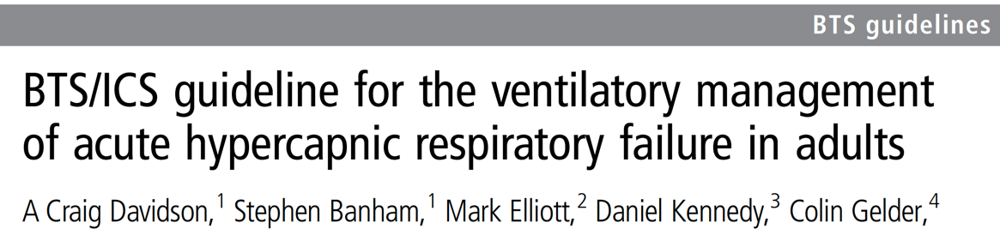 BTS guidelines
BTS/ICS guideline for the ventilatory management
of acute hypercapnic respiratory failure in adults
A Craig Davidson,¹ Stephen Banham,¹ Mark Elliott,² Daniel Kennedy,³ Colin Gelder,⁴